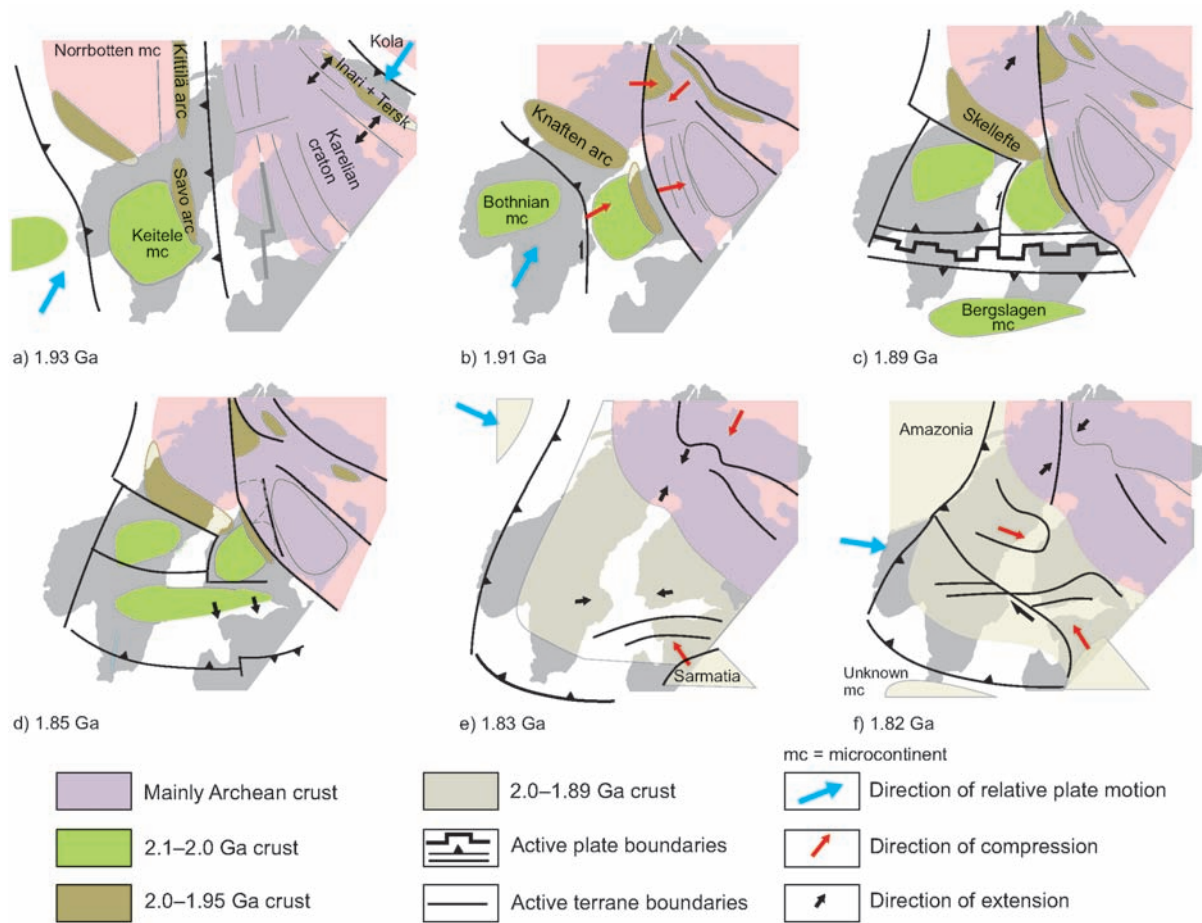 Norrbotten mc
Kittilä arc
Kola
Inari + Tersk
Karelian
craton
Savo arc
Keitele
mc
a) 1.93 Ga
Knaften arc
Bothnian
mc
b) 1.91 Ga
Skellefte
Bergslagen
mc
c) 1.89 Ga
d) 1.85 Ga
Sarmatia
e) 1.83 Ga
Amazonia
Unknown
mc
f) 1.82 Ga
mc = microcontinent
Mainly Archean crust
2.0–1.89 Ga crust
Direction of relative plate motion
2.1–2.0 Ga crust
Active plate boundaries
Direction of compression
2.0–1.95 Ga crust
Active terrane boundaries
Direction of extension